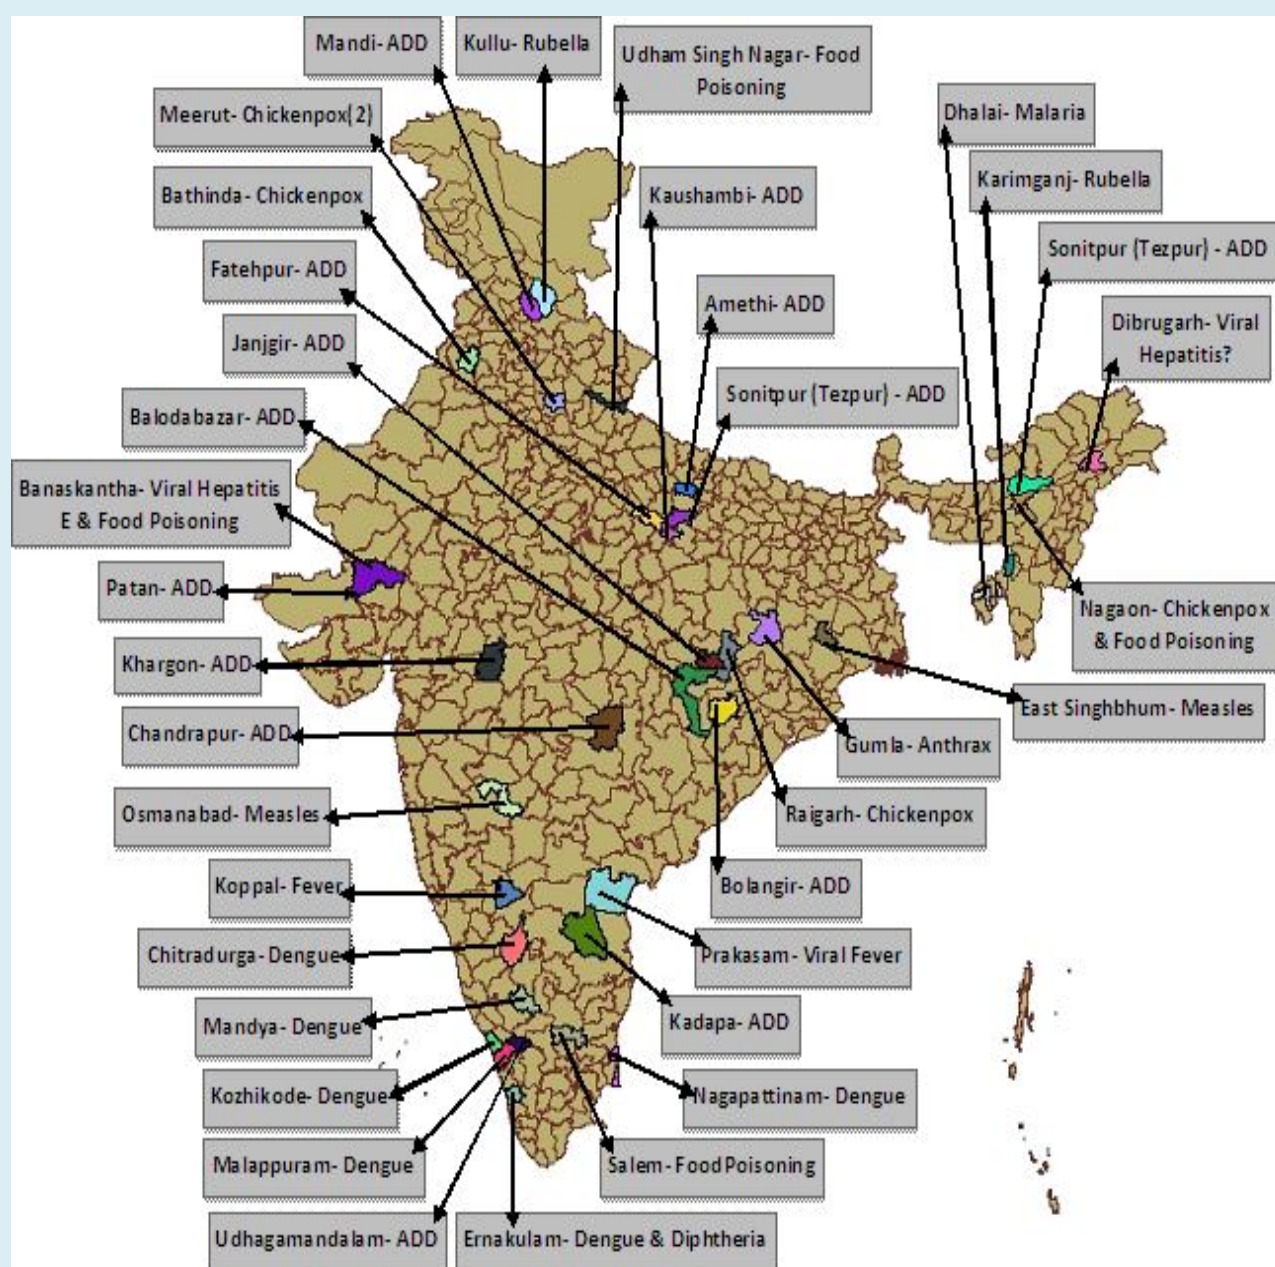 Mandi- ADD
Kullu- Rubella
Udham Singh Nagar- Food
Poisoning
Meerut- Chickenpox(2)
Dhalai- Malaria
Bathinda- Chickenpox
Kaushambi- ADD
Karimganj- Rubella
Fatehpur- ADD
Sonitpur (Tezpur) - ADD
Amethi- ADD
Janjgir- ADD
Dibrugarh- Viral
Hepatitis?
Sonitpur (Tezpur) - ADD
Balodabazar- ADD
Banaskantha- Viral Hepatitis
E & Food Poisoning
Patan- ADD
Nagaon- Chickenpox
& Food Poisoning
Khargon- ADD
East Singhbhum- Measles
Chandrapur- ADD
Gumla- Anthrax
Osmanabad- Measles
Raigarh- Chickenpox
Koppal- Fever
Bolangir- ADD
Chitradurga- Dengue
Prakasam- Viral Fever
Mandya- Dengue
Kadapa- ADD
Kozhikode- Dengue
Nagapattinam- Dengue
Malappuram- Dengue
Salem- Food Poisoning
Udhagamandalam- ADD
Ernakulam- Dengue & Diphtheria